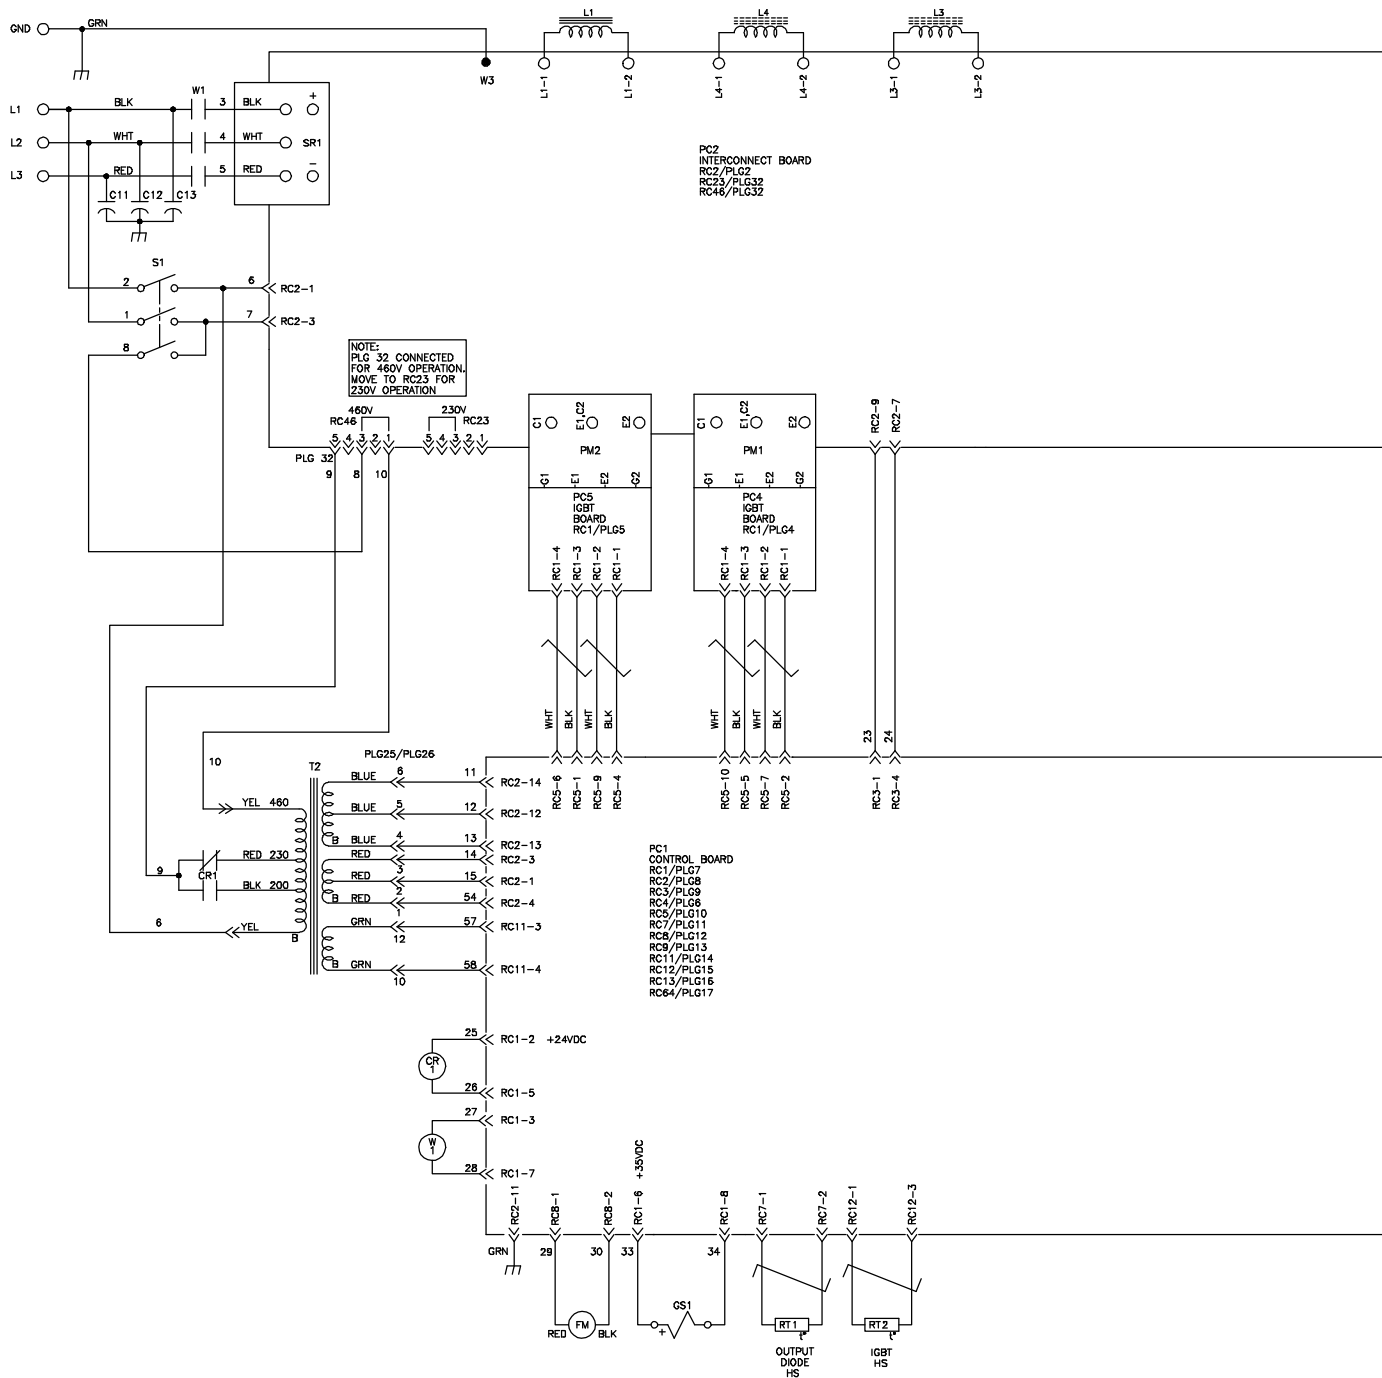 GND
GRN
L1
L4
L3
W3
L1-1
L1-2
L4-1
L4-2
L3-1
L3-2
L1
BLK
W1
3
BLK
+
L2
WHT
4
WHT
SR1
L3
RED
5
RED
−
C11
C12
C13
PC2
INTERCONNECT BOARD
RC2/PLG2
RC23/PLG32
RC46/PLG32
S1
2
6
RC2-1
1
7
RC2-3
8
NOTE:
PLG 32 CONNECTED
FOR 460V OPERATION.
MOVE TO RC23 FOR
230V OPERATION
460V
RC46
230V
RC23
5
4
3
2
1
5
4
3
2
1
PLG 32
9
8
10
C1
E1,C2
E2
PM2
G1
E1
E2
G2
PC5
IGBT
BOARD
RC1/PLG5
RC1-4
RC1-3
RC1-2
RC1-1
C1
E1,C2
E2
PM1
G1
E1
E2
G2
PC4
IGBT
BOARD
RC1/PLG4
RC1-4
RC1-3
RC1-2
RC1-1
RC2-9
RC2-7
WHT
BLK
WHT
BLK
WHT
BLK
WHT
BLK
23
24
RC5-6
RC5-1
RC5-9
RC5-4
RC5-10
RC5-5
RC5-7
RC5-2
RC3-1
RC3-4
10
T2
PLG25/PLG26
BLUE
6
11
RC2-14
YEL 460
BLUE
5
12
RC2-12
B
BLUE
4
13
RC2-13
RED 230
RED
14
RC2-3
9
CR1
RED
3
15
RC2-1
BLK 200
B
RED
2
54
RC2-4
6
YEL
B
GRN
1
57
RC11-3
12
B
GRN
58
RC11-4
10
PC1
CONTROL BOARD
RC1/PLG7
RC2/PLG8
RC3/PLG9
RC4/PLG6
RC5/PLG10
RC7/PLG11
RC8/PLG12
RC9/PLG13
RC11/PLG14
RC12/PLG15
RC13/PLG16
RC64/PLG17
25
RC1-2
+24VDC
CR
1
26
RC1-5
27
RC1-3
W
1
28
RC1-7
RC2-11
RC8-1
RC8-2
RC1-6
+35VDC
RC1-8
RC7-1
RC7-2
RC12-1
RC12-3
GRN
29
30
33
34
RED
FM
BLK
+
GS1
RT1
t°
RT2
t°
OUTPUT
DIODE
HS
IGBT
HS